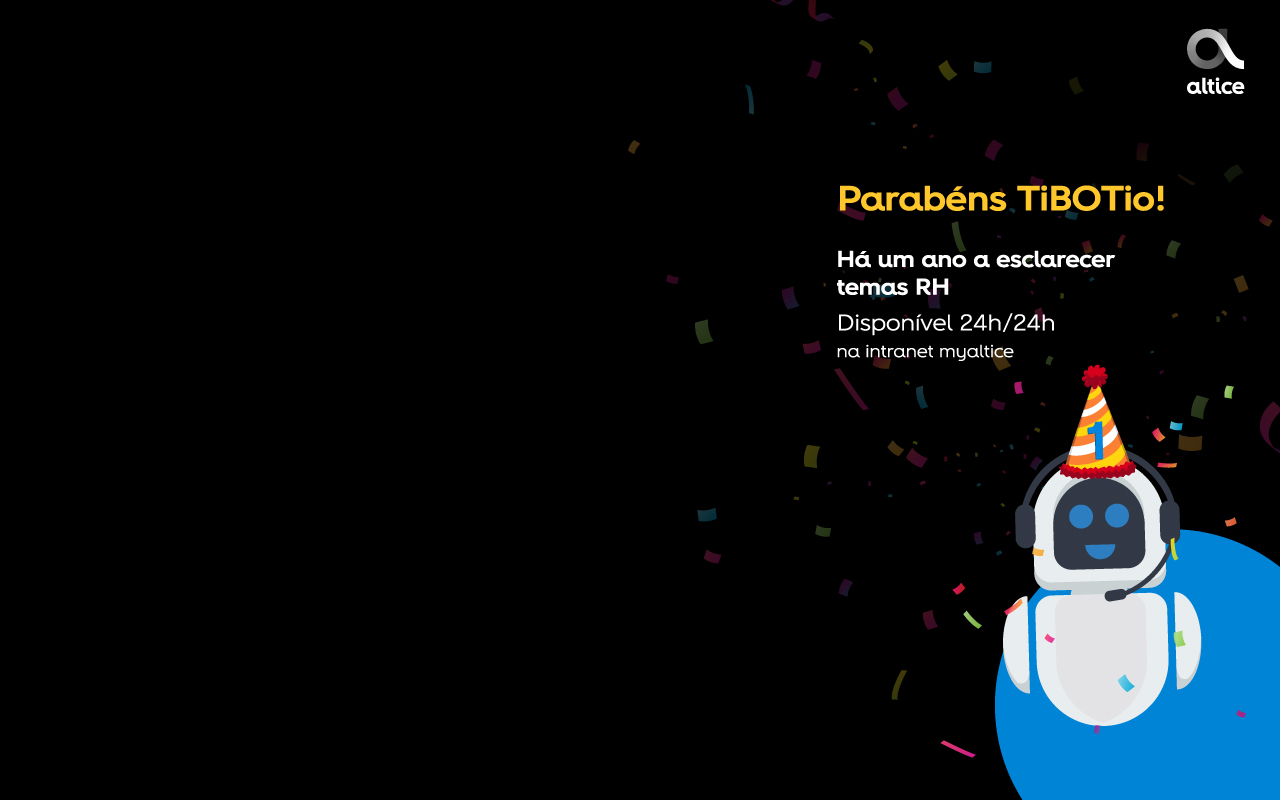 altice
Parabéns TiBOTio!
Há um ano a esclarecer
temas RH
Disponível 24h/24h
na intranet myaltice
1